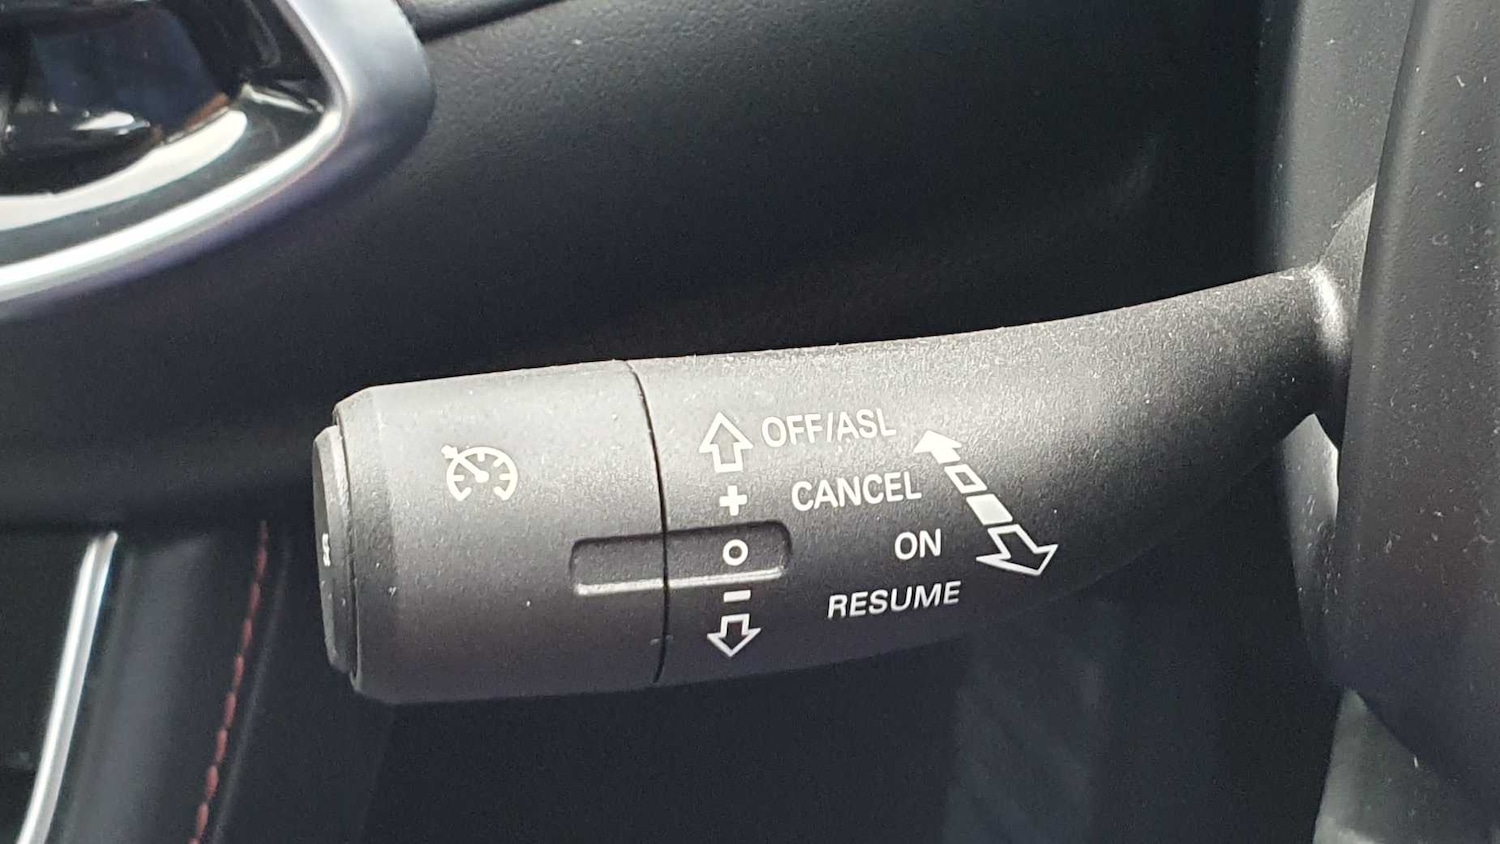 OFF/ASL
+ CANCEL
O ON
- RESUME